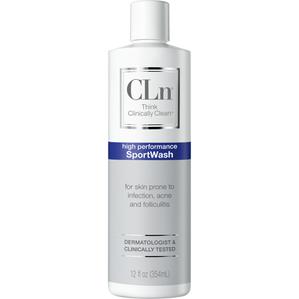 CLn®
Think
Clinically Clean®
high performance
SportWash
for skin prone to
infection, acne
and folliculitis
DERMATOLOGIST &
CLINICALLY TESTED
12 fl oz (354mL)